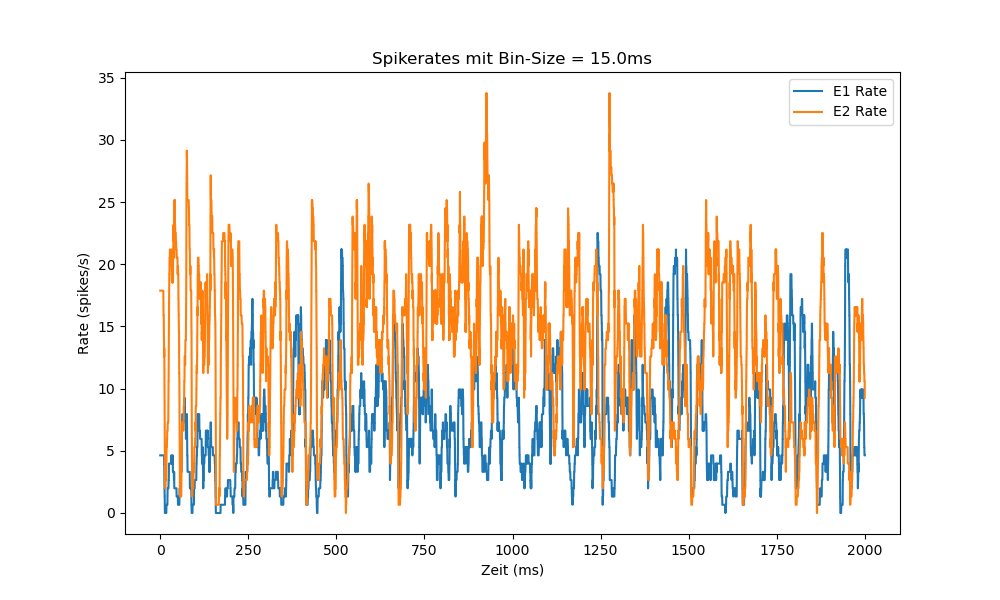 Spikerates mit Bin-Size = 15.0ms
35
30
25
20
15
10
5
0
Rate (spikes/s)
E1 Rate
E2 Rate
0 250 500 750 1000 1250 1500 1750 2000
Zeit (ms)